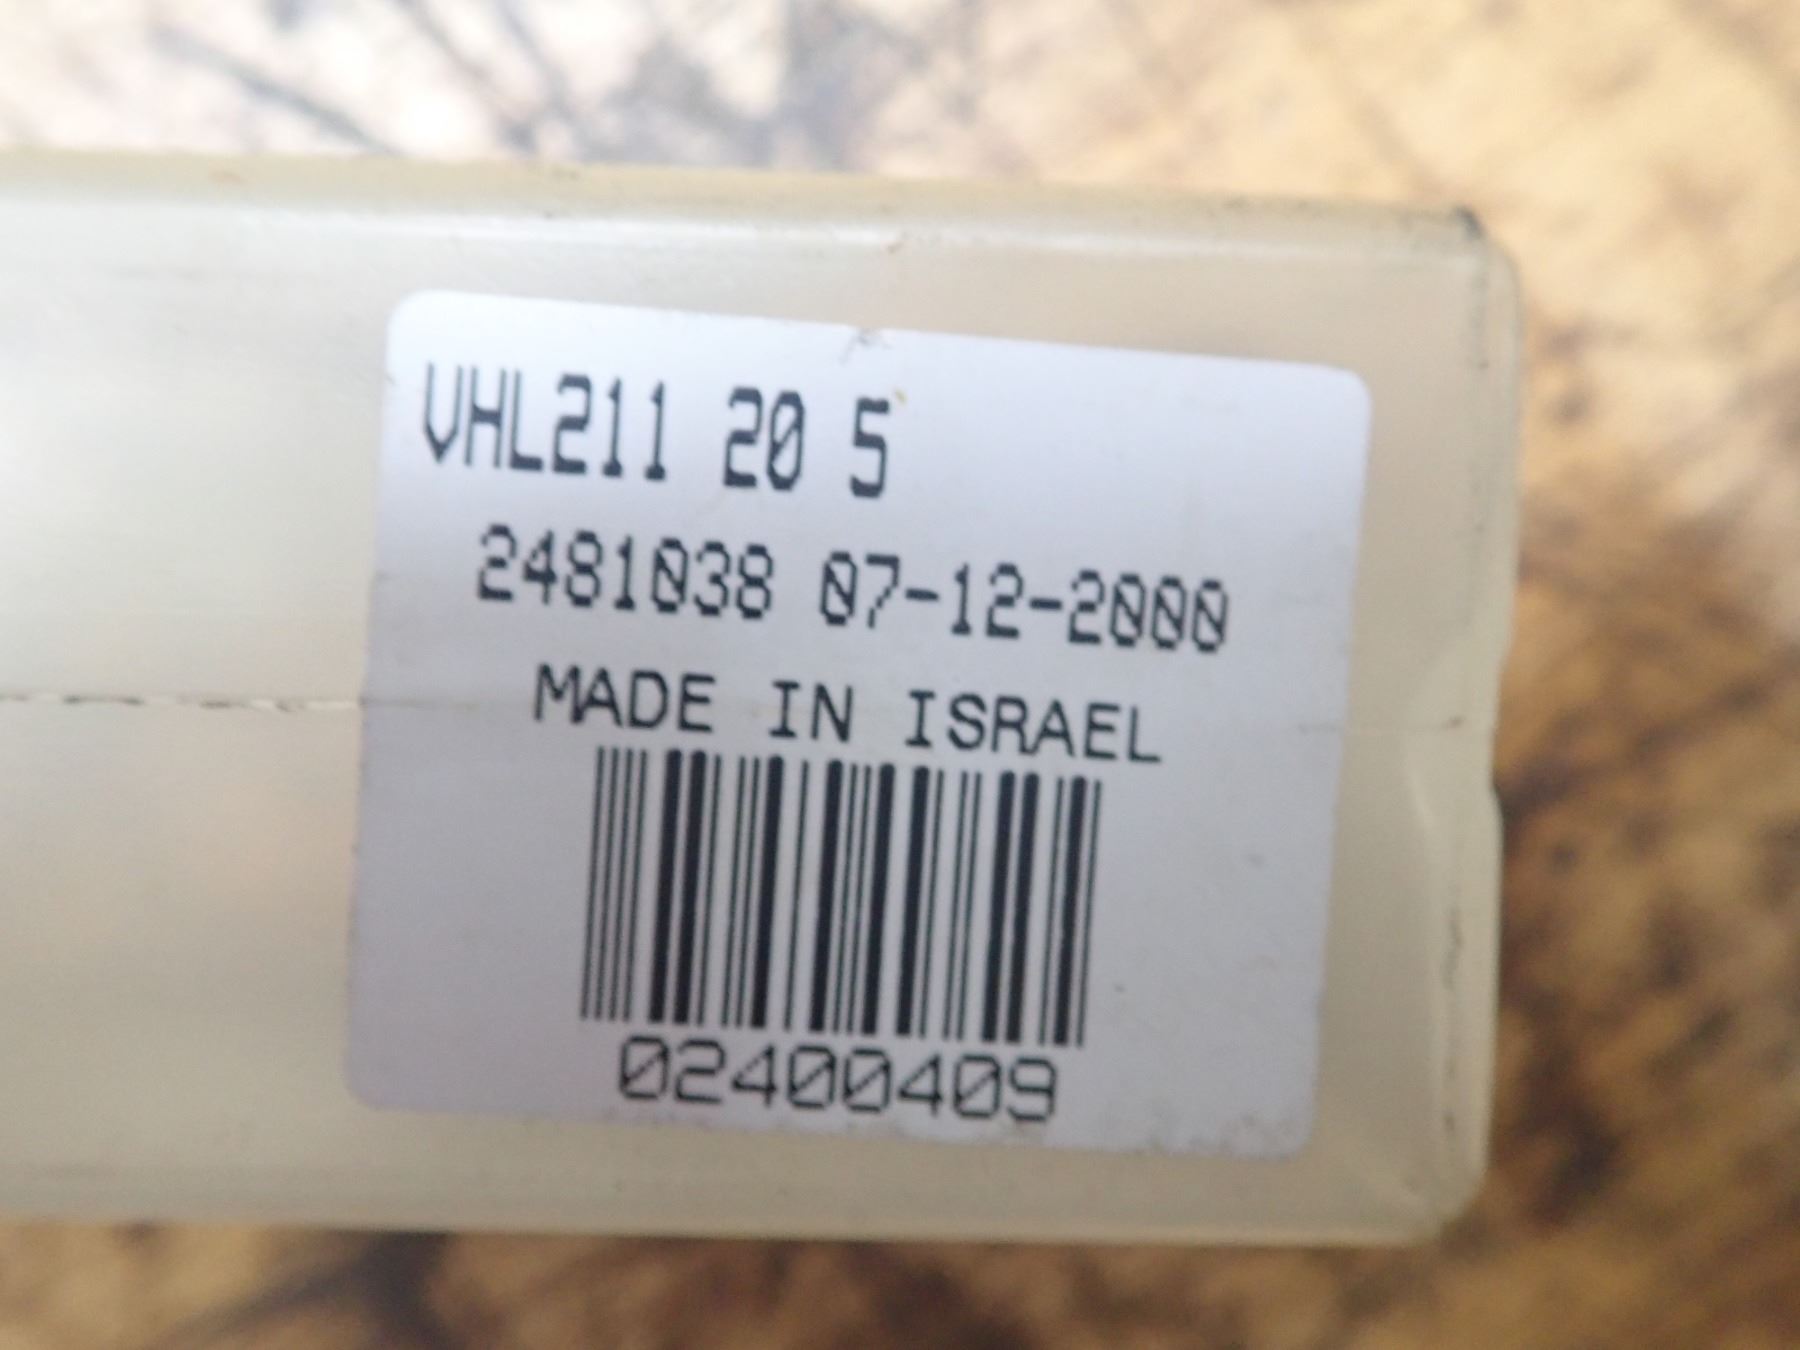 VHL211 20 5
2481038 07-12-2000
MADE IN ISRAEL
02400409